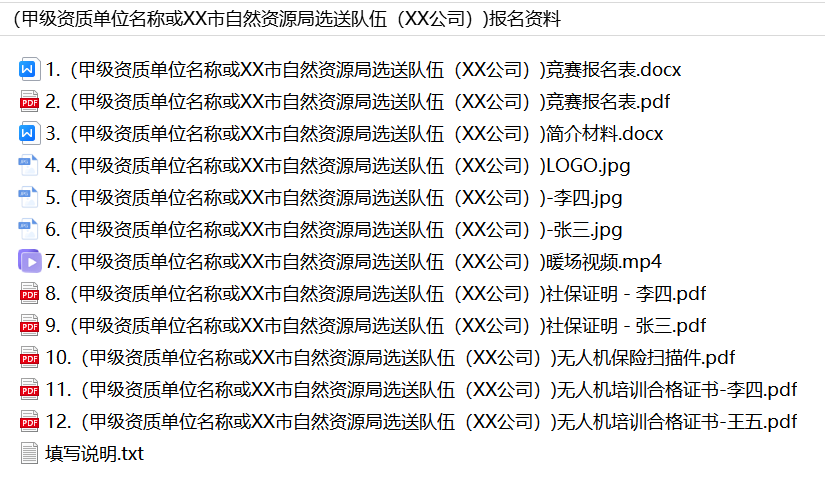 (甲级资质单位名称或XX市自然资源局选送队伍（XX公司）)报名资料
1.（甲级资质单位名称或XX市自然资源局选送队伍（XX公司）)竞赛报名表.docx
2.（甲级资质单位名称或XX市自然资源局选送队伍（XX公司）)竞赛报名表.pdf
3.（甲级资质单位名称或XX市自然资源局选送队伍（XX公司）)简介材料.docx
4.（甲级资质单位名称或XX市自然资源局选送队伍（XX公司）)LOGO.jpg
5.（甲级资质单位名称或XX市自然资源局选送队伍（XX公司）)-李四.jpg
6.（甲级资质单位名称或XX市自然资源局选送队伍（XX公司）)-张三.jpg
7.（甲级资质单位名称或XX市自然资源局选送队伍（XX公司）)暖场视频.mp4
8.（甲级资质单位名称或XX市自然资源局选送队伍（XX公司）)社保证明 - 李四.pdf
9.（甲级资质单位名称或XX市自然资源局选送队伍（XX公司）)社保证明 - 张三.pdf
10.（甲级资质单位名称或XX市自然资源局选送队伍（XX公司）)无人机保险扫描件.pdf
11.（甲级资质单位名称或XX市自然资源局选送队伍（XX公司）)无人机培训合格证书-李四.pdf
12.（甲级资质单位名称或XX市自然资源局选送队伍（XX公司）)无人机培训合格证书-王五.pdf
填写说明.txt